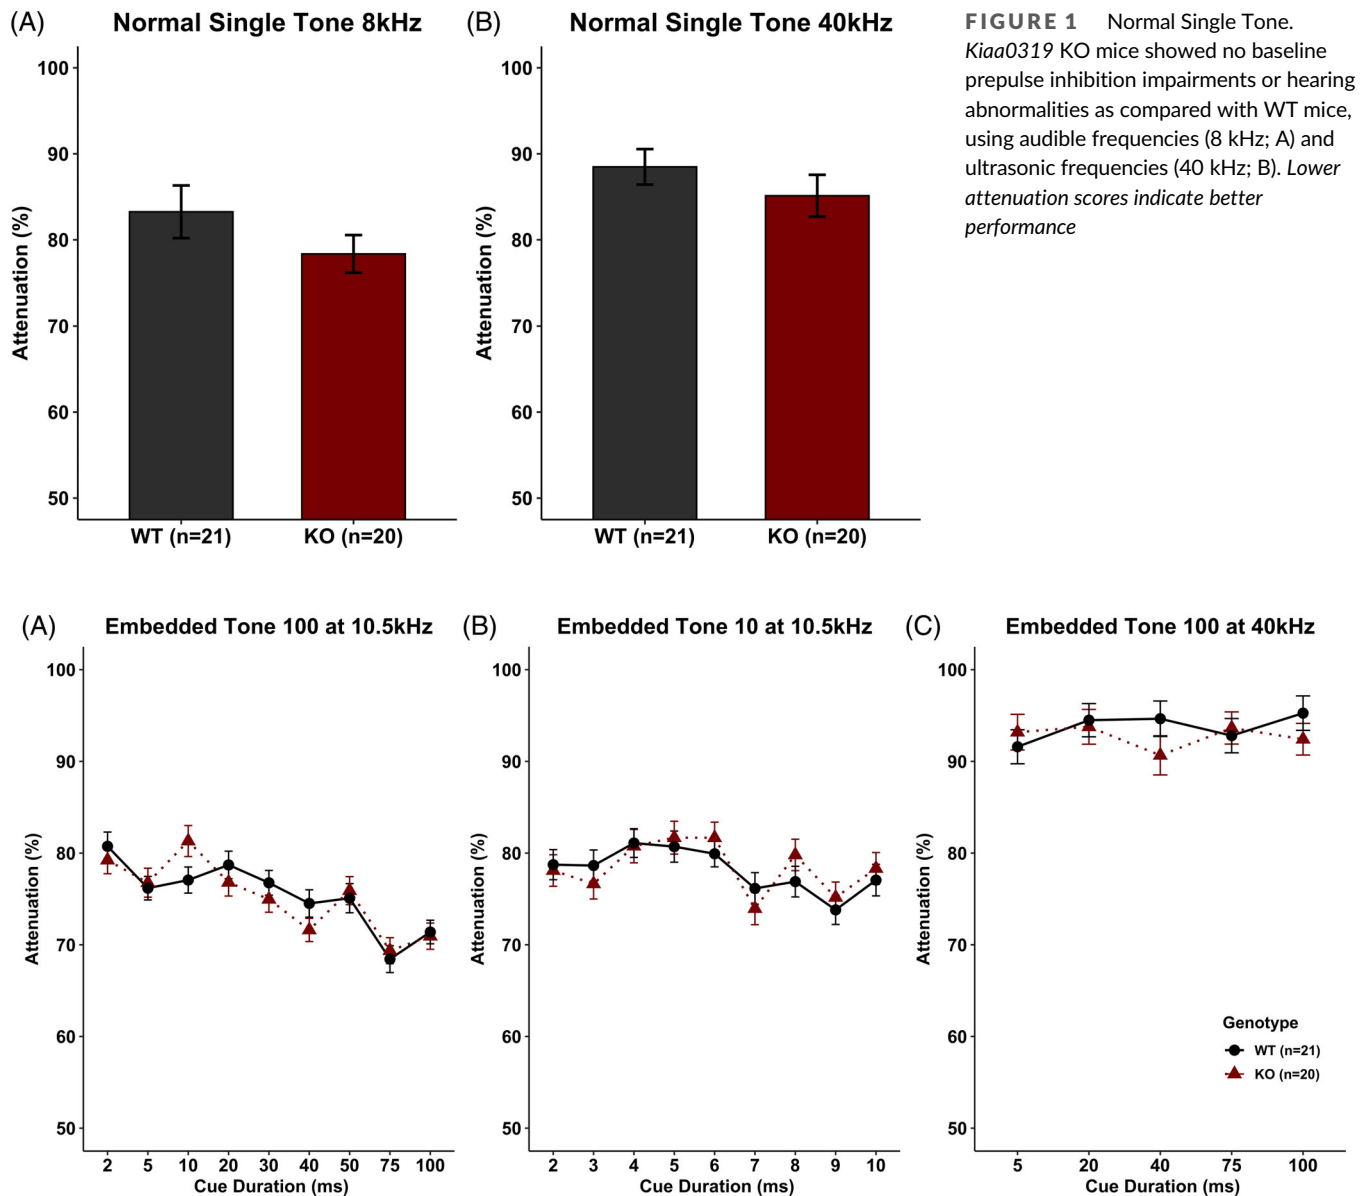 (A)
Normal Single Tone 8kHz
100
90
80
70
60
50
Attenuation (%)
WT (n=21)
KO (n=20)
(B)
Normal Single Tone 40kHz
100
90
80
70
60
50
Attenuation (%)
WT (n=21)
KO (n=20)
FIGURE 1 Normal Single Tone.
Kiaa0319 KO mice showed no baseline
prepulse inhibition impairments or hearing
abnormalities as compared with WT mice,
using audible frequencies (8 kHz; A) and
ultrasonic frequencies (40 kHz; B). Lower
attenuation scores indicate better
performance
(A)
Embedded Tone 100 at 10.5kHz
100
90
80
70
60
50
Attenuation (%)
2 5 10 20 30 40 50 75 100
Cue Duration (ms)
(B)
Embedded Tone 10 at 10.5kHz
100
90
80
70
60
50
Attenuation (%)
2 3 4 5 6 7 8 9 10
Cue Duration (ms)
(C)
Embedded Tone 100 at 40kHz
100
90
80
70
60
50
Attenuation (%)
Genotype
WT (n=21)
KO (n=20)
5 20 40 75 100
Cue Duration (ms)